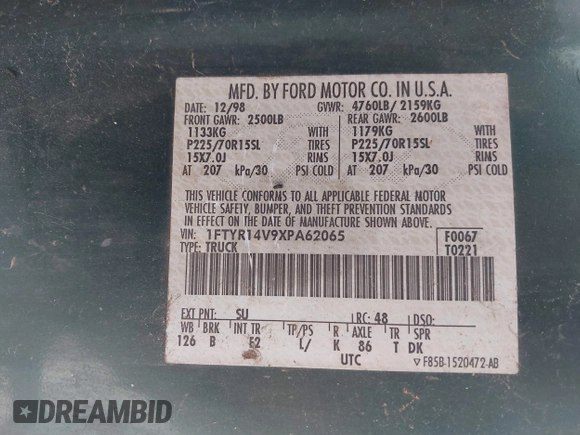 MFD. BY FORD MOTOR CO. IN U.S.A.
DATE: 12/98 GVWR: 4760LB/ 2159KG
FRONT GAWR: 2500LB REAR GAWR: 2600LB
1133KG WITH 1179KG WITH
P225/70R15SL TIRES P225/70R15SL TIRES
15X7.0J RIMS 15X7.0J RIMS
AT 207 kPa/30 PSI COLD AT 207 kPa/30 PSI COLD
THIS VEHICLE CONFORMS TO ALL APPLICABLE FEDERAL MOTOR
VEHICLE SAFETY, BUMPER, AND THEFT PREVENTION STANDARDS
IN EFFECT ON THE DATE OF MANUFACTURE SHOWN ABOVE.
VIN: 1FTYR14V9XPA62065 F0067
TYPE: TRUCK T0221
EXT PNT: SU RC: 48 DSO:
WB BRK INT TR TP/PS R AXLE TR SPR
126 B E2 L/ K 86 T DK
UTC ▽ F85B-1520472-AB
DREAMBID